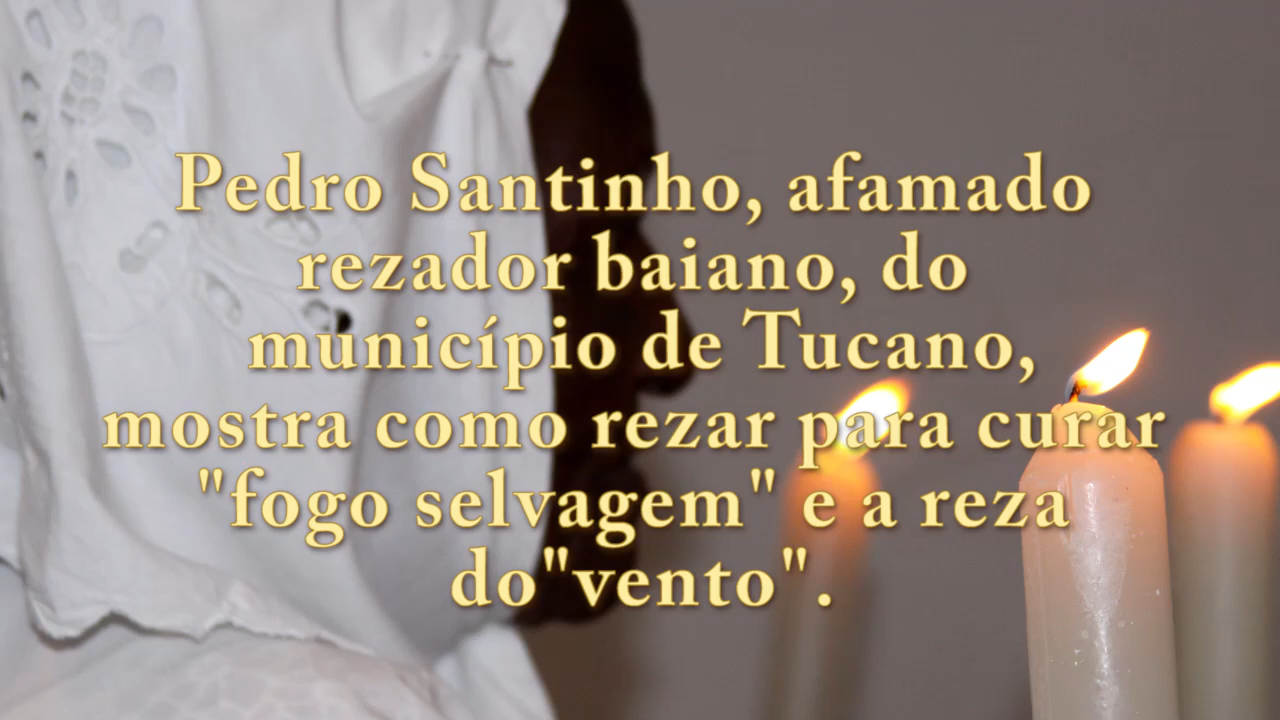 Pedro Santinho, afamado
rezador baiano, do
município de Tucano,
mostra como rezar para curar
"fogo selvagem" e a reza
do"vento".